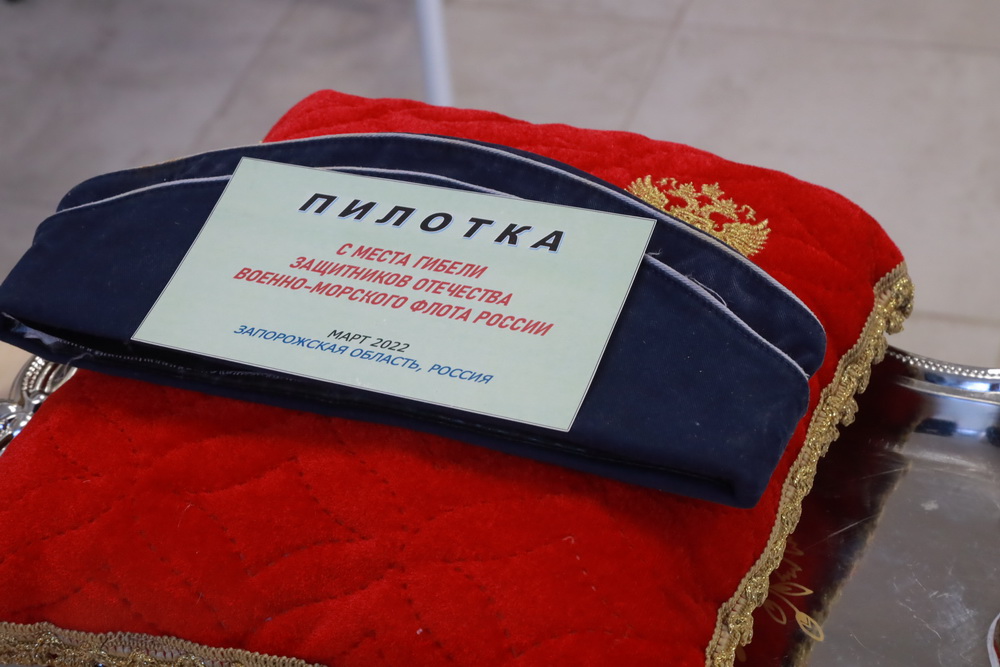 ПИЛОТКА
С МЕСТА ГИБЕЛИ
ЗАЩИТНИКОВ ОТЕЧЕСТВА
ВОЕННО-МОРСКОГО ФЛОТА РОССИИ
МАРТ 2022
ЗАПОРОЖСКАЯ ОБЛАСТЬ, РОССИЯ